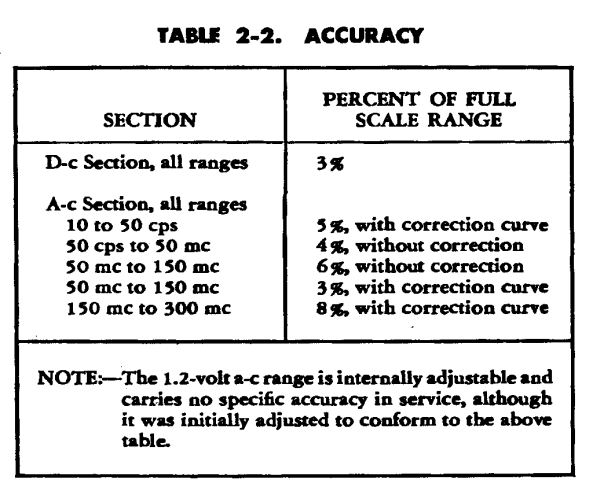 TABLE 2-2. ACCURACY
SECTION
PERCENT OF FULL
SCALE RANGE
D-c Section, all ranges 3%
A-c Section, all ranges
10 to 50 cps 5%, with correction curve
50 cps to 50 mc 4%, without correction
50 mc to 150 mc 6%, without correction
50 mc to 150 mc 3%, with correction curve
150 mc to 300 mc 8%, with correction curve
NOTE:—The 1.2-volt a-c range is internally adjustable and
carries no specific accuracy in service, although
it was initially adjusted to conform to the above
table.